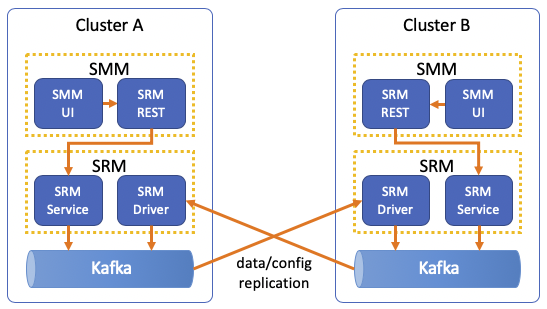 Cluster A
SMM
SMM
UI
SRM
REST
SRM
SRM
Service
SRM
Driver
Kafka
data/config
replication
Cluster B
SMM
SRM
REST
SMM
UI
SRM
SRM
Driver
SRM
Service
Kafka